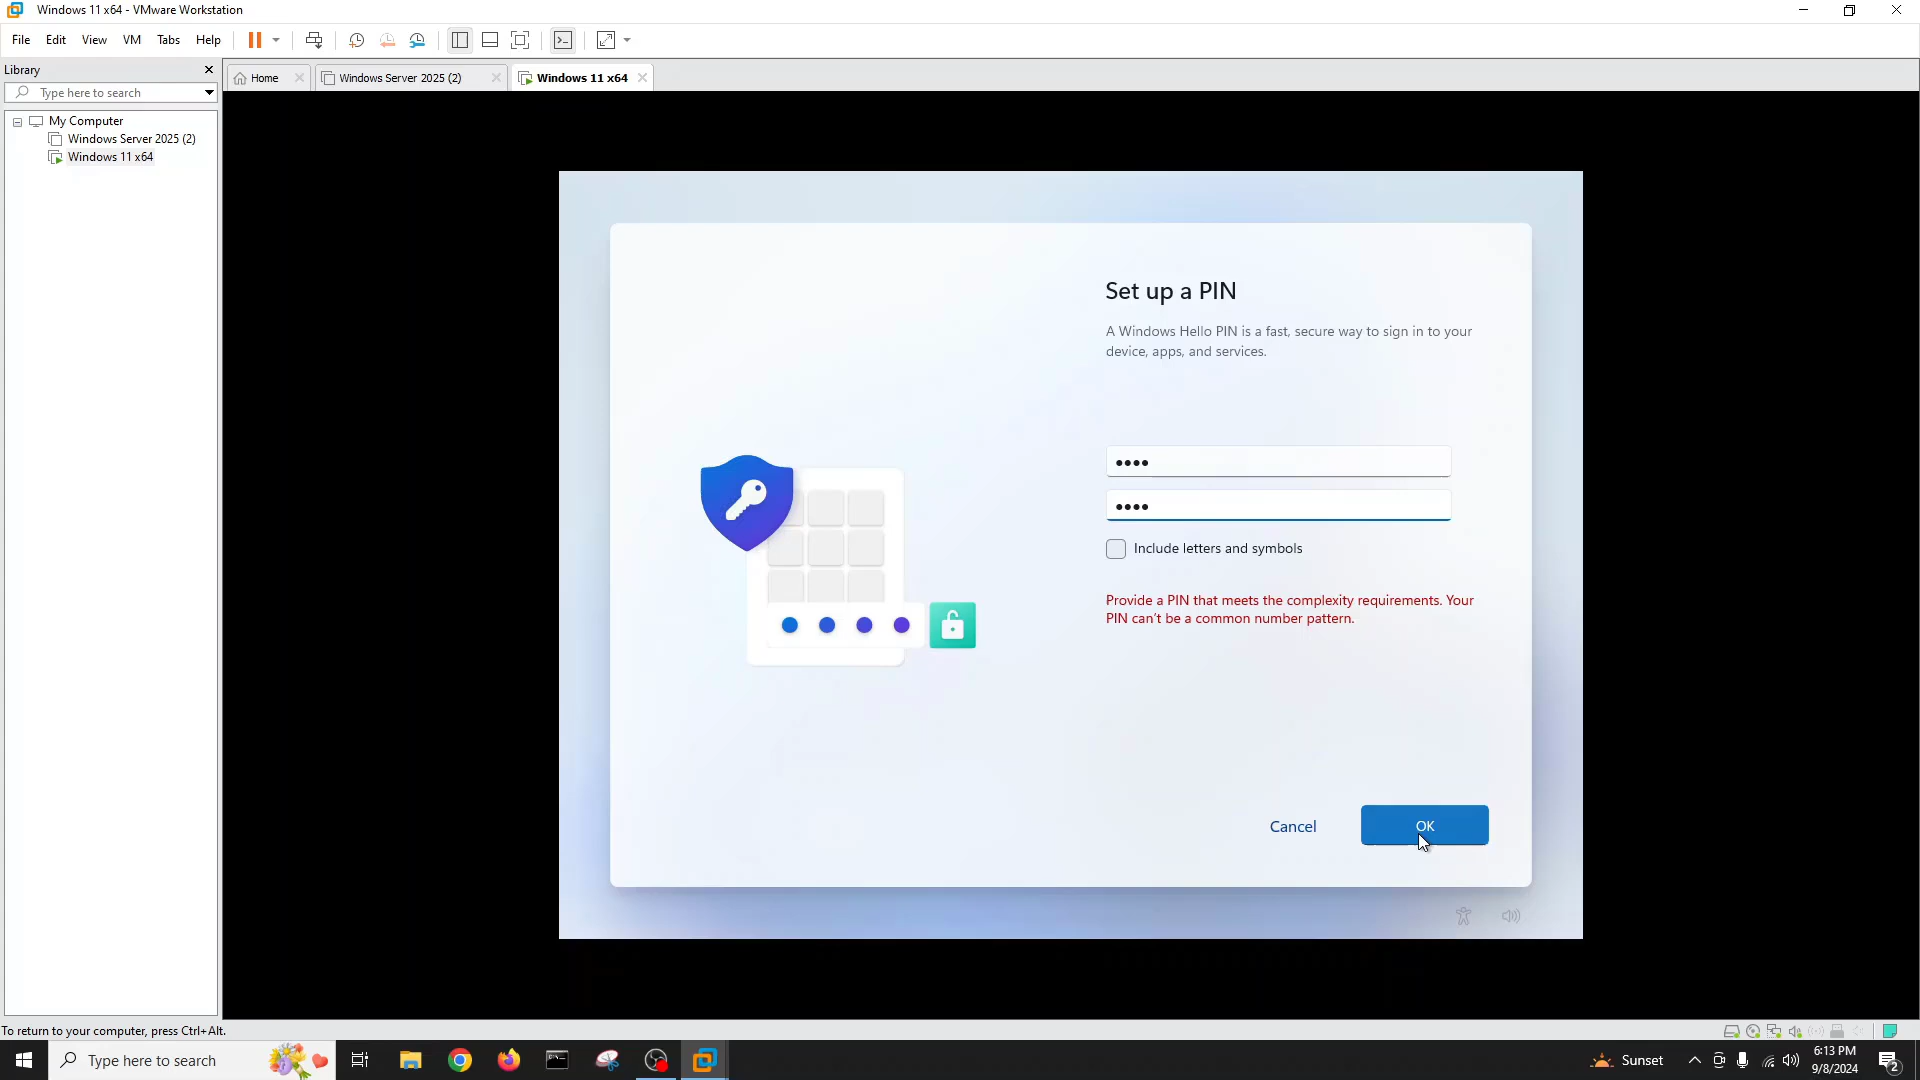 Windows 11 x64 - VMware Workstation
File Edit View VM Tabs Help
Library
Type here to search
Home
Windows Server 2025 (2)
Windows 11 x64
My Computer
Windows Server 2025 (2)
Windows 11 x64
Set up a PIN
A Windows Hello PIN is a fast, secure way to sign in to your
device, apps, and services.
Include letters and symbols
Provide a PIN that meets the complexity requirements. Your
PIN can't be a common number pattern.
Cancel
OK
To return to your computer, press Ctrl+Alt.
Type here to search
Sunset
6:13 PM
9/8/2024
2